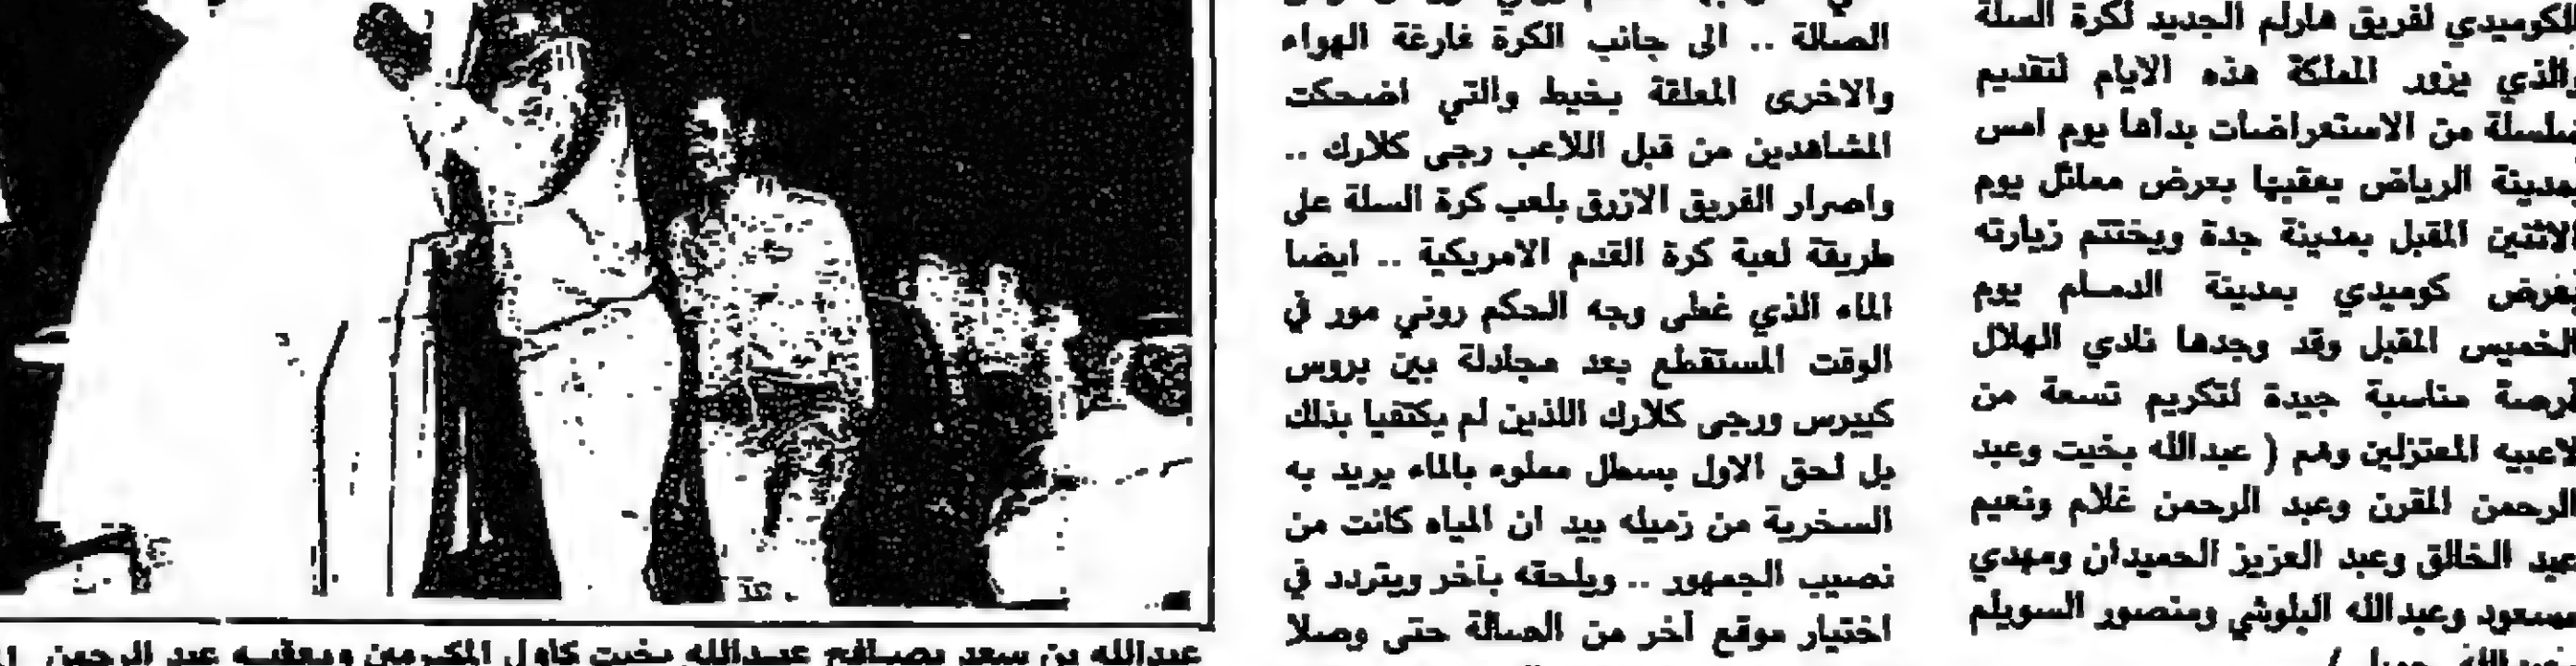 الكوميدي لفريق هارلم الجديد لكرة السلة
والذي يزور المملكة هذه الايام لتقديم
سلسلة من الاستعراضات بدأها يوم امس
بمدينة الرياض يعقبها بعرض مماثل يوم
الاثنين المقبل بمدينة جدة ويختتم زيارته
بعرض كوميدي بمدينة الدمام يوم
الخميس المقبل وقد وجدها نادي الهلال
فرصة مناسبة جيدة لتكريم تسعة من
لاعبيه المعتزلين وهم ( عبدالله بخيت وعبد
الرحمن المقرن وعبد الرحمن غلام ونعيم
عبد الخالق وعبد العزيز الحميدان ومهدي
مسعود وعبدالله البلوشي ومنصور السويلم
الصالة .. الى جانب الكرة فارغة الهواء
والاخرى المعلقة بخيط والتي اضحكت
المشاهدين من قبل اللاعب رجى كلارك ..
واصرار الفريق الازرق بلعب كرة السلة على
طريقة لعبة كرة القدم الامريكية .. ايضا
الماء الذي غطى وجه الحكم روني مور في
الوقت المستقطع بعد مجادلة بين بروس
كييرس ورجى كلارك اللذين لم يكتفيا بذلك
بل لحق الاول بسطل مملوء بالماء يريد به
السخرية من زميله بيد ان المياه كانت من
نصيب الجمهور .. ويلحقه بآخر ويتردد في
اختيار موقع آخر من الصالة حتى وصلا
عبدالله بن سعد يصافح عبدالله بخيت كاول المكرمين ويعقبه عبد الرحمن